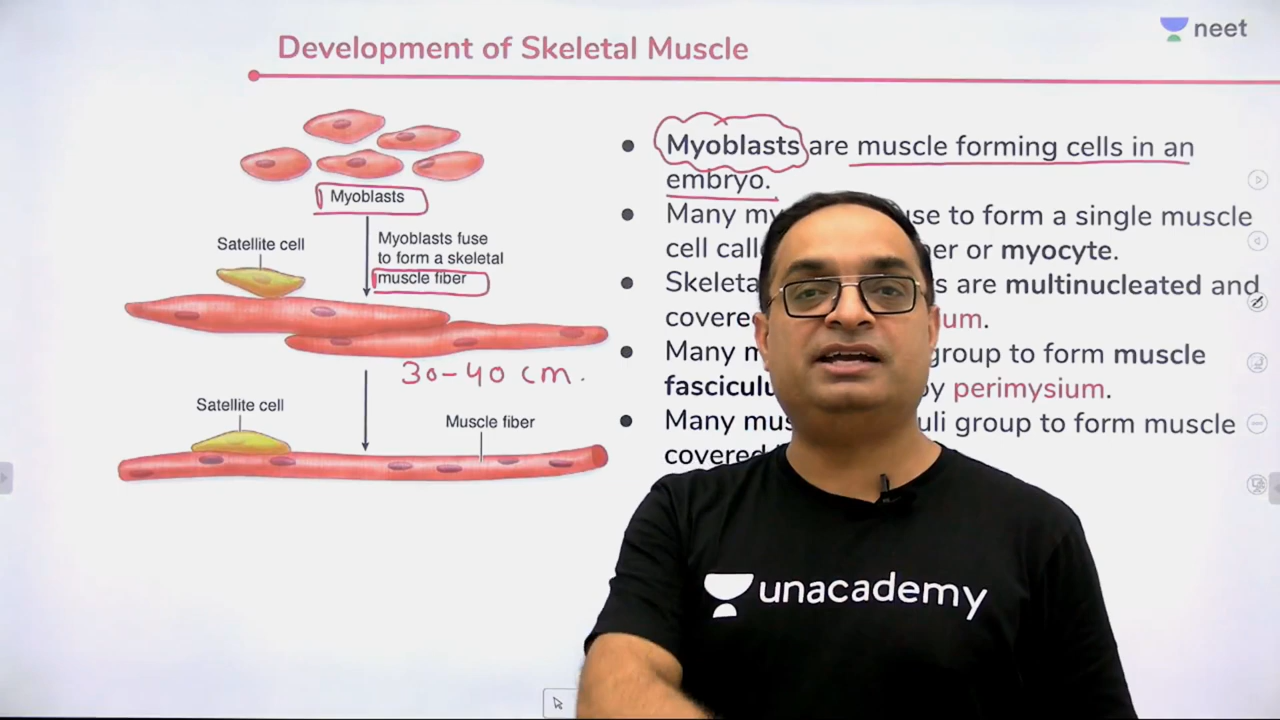 neet
Development of Skeletal Muscle
Myoblasts
Satellite cell
Myoblasts fuse
to form a skeletal
muscle fiber
30-40 cm.
Satellite cell
Muscle fiber
Myoblasts are muscle forming cells in an
embryo.
Many my use to form a single muscle
cell call er or myocyte.
Skeleta s are multinucleated and
covere um.
Many m group to form muscle
fascicul y perimysium.
Many mus uli group to form muscle
covered
unacademy